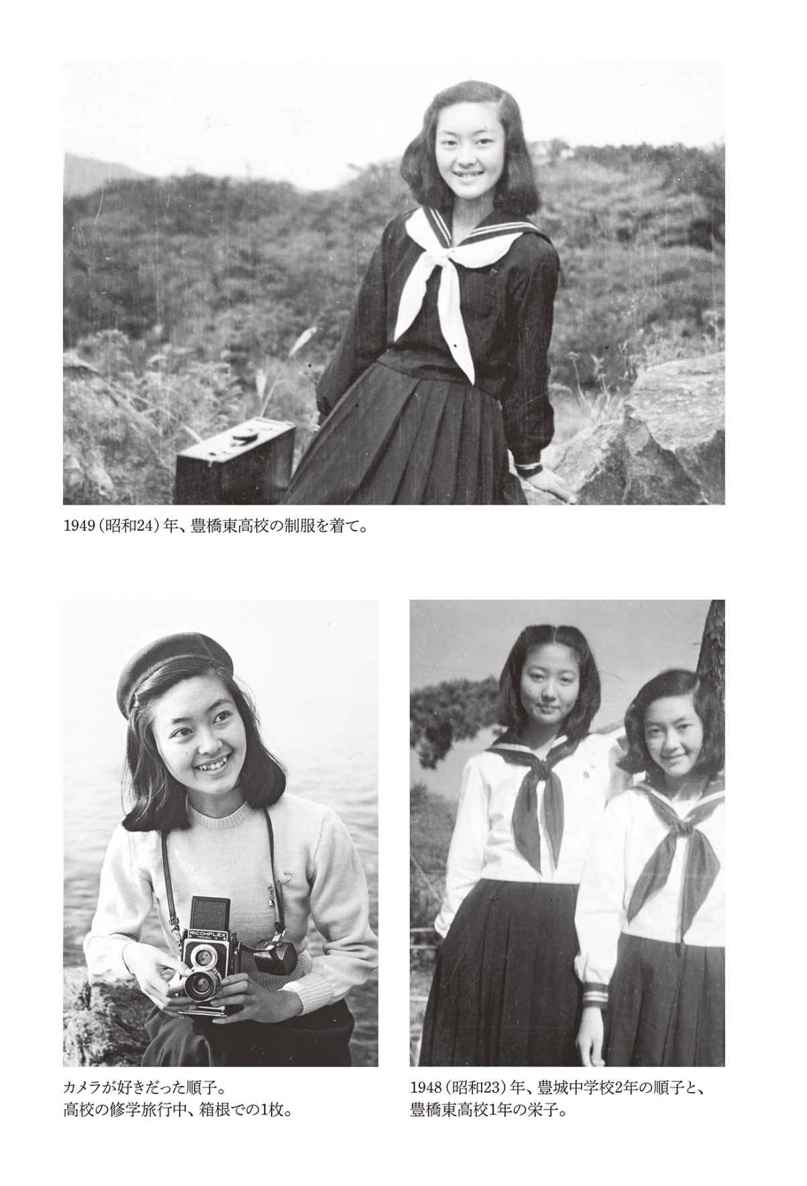 1949（昭和24）年、豊橋東高校の制服を着て。
RICOHFLEX
カメラが好きだった順子。
高校の修学旅行中、箱根での1枚。
1948（昭和23）年、豊城中学校2年の順子と、
豊橋東高校1年の栄子。